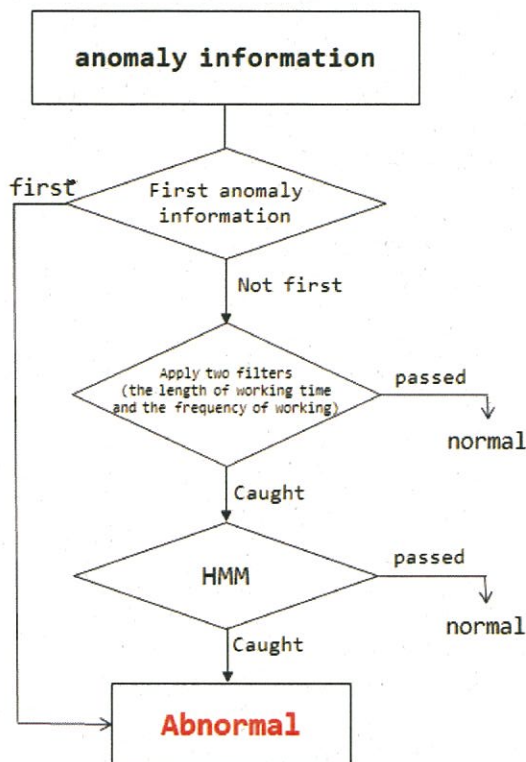 anomaly information
first
First anomaly
information
Not first
Apply two filters
(the length of working time
and the frequency of working)
passed
normal
Caught
HMM
passed
normal
Caught
Abnormal